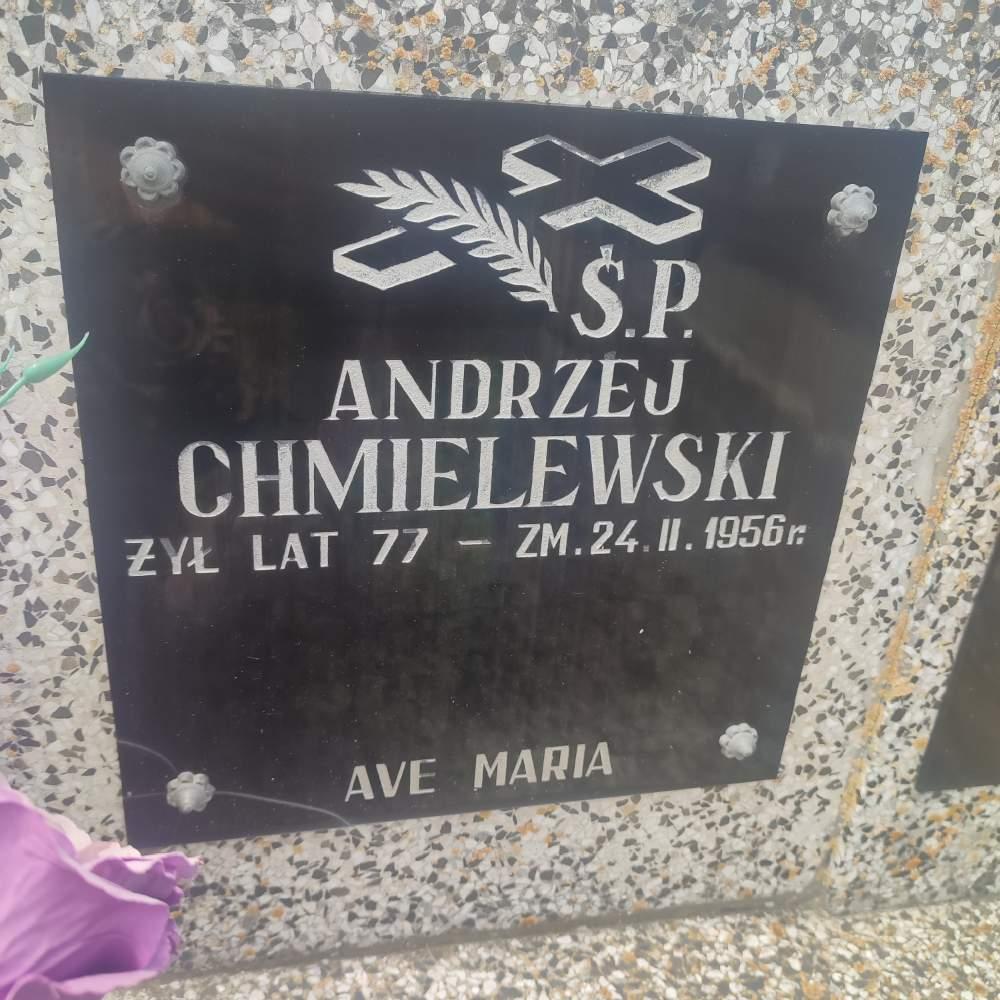 Ś.P.
ANDRZEJ
CHMIELEWSKI
ŻYŁ LAT 77 – ZM. 24. II. 1956 r.
AVE MARIA